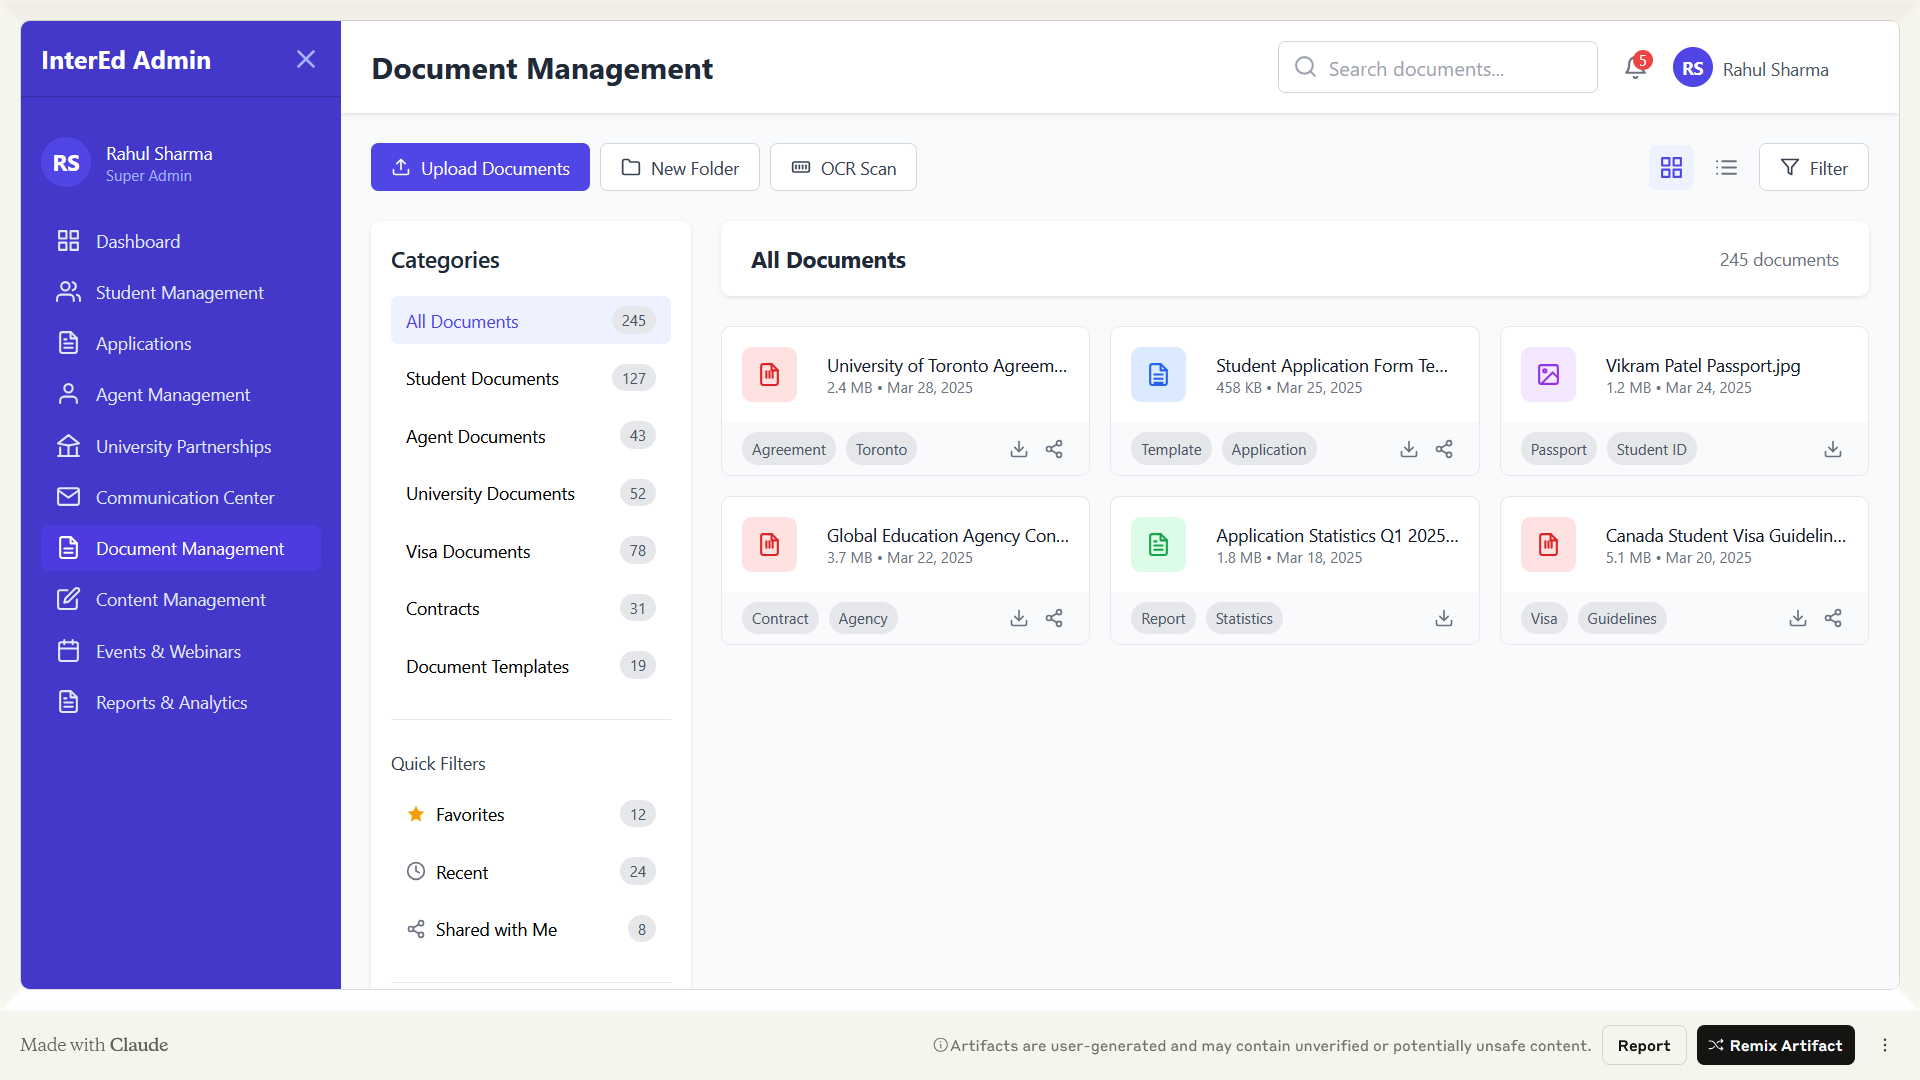 InterEd Admin
RS
Rahul Sharma
Super Admin
Dashboard
Student Management
Applications
Agent Management
University Partnerships
Communication Center
Document Management
Content Management
Events & Webinars
Reports & Analytics
Document Management
Search documents...
5
RS
Rahul Sharma
Upload Documents
New Folder
OCR Scan
Filter
Categories
All Documents 245
Student Documents 127
Agent Documents 43
University Documents 52
Visa Documents 78
Contracts 31
Document Templates 19
Quick Filters
Favorites 12
Recent 24
Shared with Me 8
All Documents
245 documents
University of Toronto Agreem...
2.4 MB • Mar 28, 2025
Agreement Toronto
Student Application Form Te...
458 KB • Mar 25, 2025
Template Application
Vikram Patel Passport.jpg
1.2 MB • Mar 24, 2025
Passport Student ID
Global Education Agency Con...
3.7 MB • Mar 22, 2025
Contract Agency
Application Statistics Q1 2025...
1.8 MB • Mar 18, 2025
Report Statistics
Canada Student Visa Guidelin...
5.1 MB • Mar 20, 2025
Visa Guidelines
Made with Claude
Artifacts are user-generated and may contain unverified or potentially unsafe content.
Report
Remix Artifact